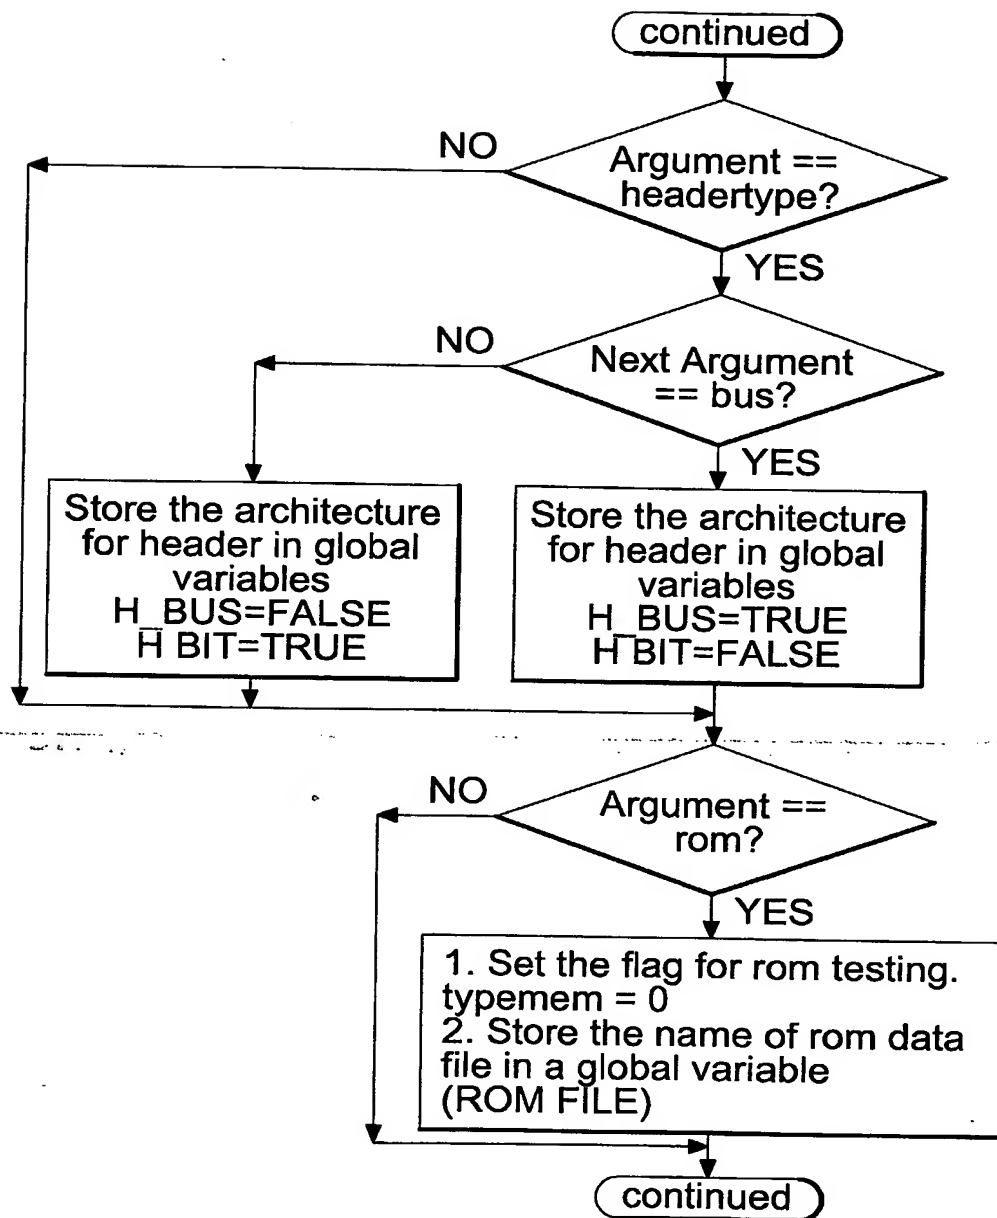 continued
NO
Argument ==
headertype?
YES
NO
Next Argument
== bus?
YES
Store the architecture
for header in global
variables
H_BUS=FALSE
H BIT=TRUE
Store the architecture
for header in global
variables
H_BUS=TRUE
H BIT=FALSE
NO
Argument ==
rom?
YES
1. Set the flag for rom testing.
typemem = 0
2. Store the name of rom data
file in a global variable
(ROM FILE)
continued